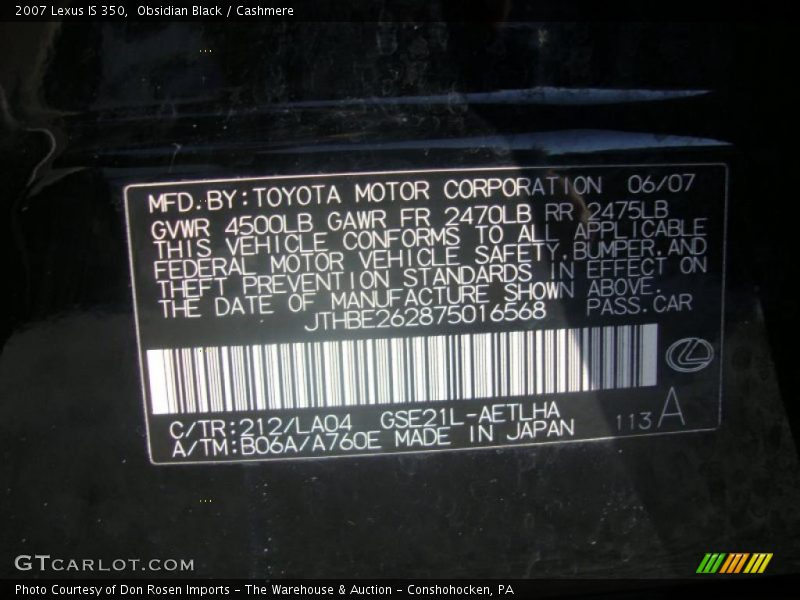 2007 Lexus IS 350,  Obsidian Black / Cashmere
MFD.BY:TOYOTA MOTOR CORPORATION 06/07
GVWR 4500LB GAWR FR 2470LB RR 2475LB
THIS VEHICLE CONFORMS TO ALL APPLICABLE
FEDERAL MOTOR VEHICLE SAFETY,BUMPER,AND
THEFT PREVENTION STANDARDS IN EFFECT ON
THE DATE OF MANUFACTURE SHOWN ABOVE.
JTHBE262875016568 PASS.CAR
C/TR:212/LA04 GSE21L-AETLHA
A/TM:B06A/A760E MADE IN JAPAN 113 A
GTCARLOT.COM
Photo Courtesy of Don Rosen Imports - The Warehouse & Auction - Conshohocken, PA